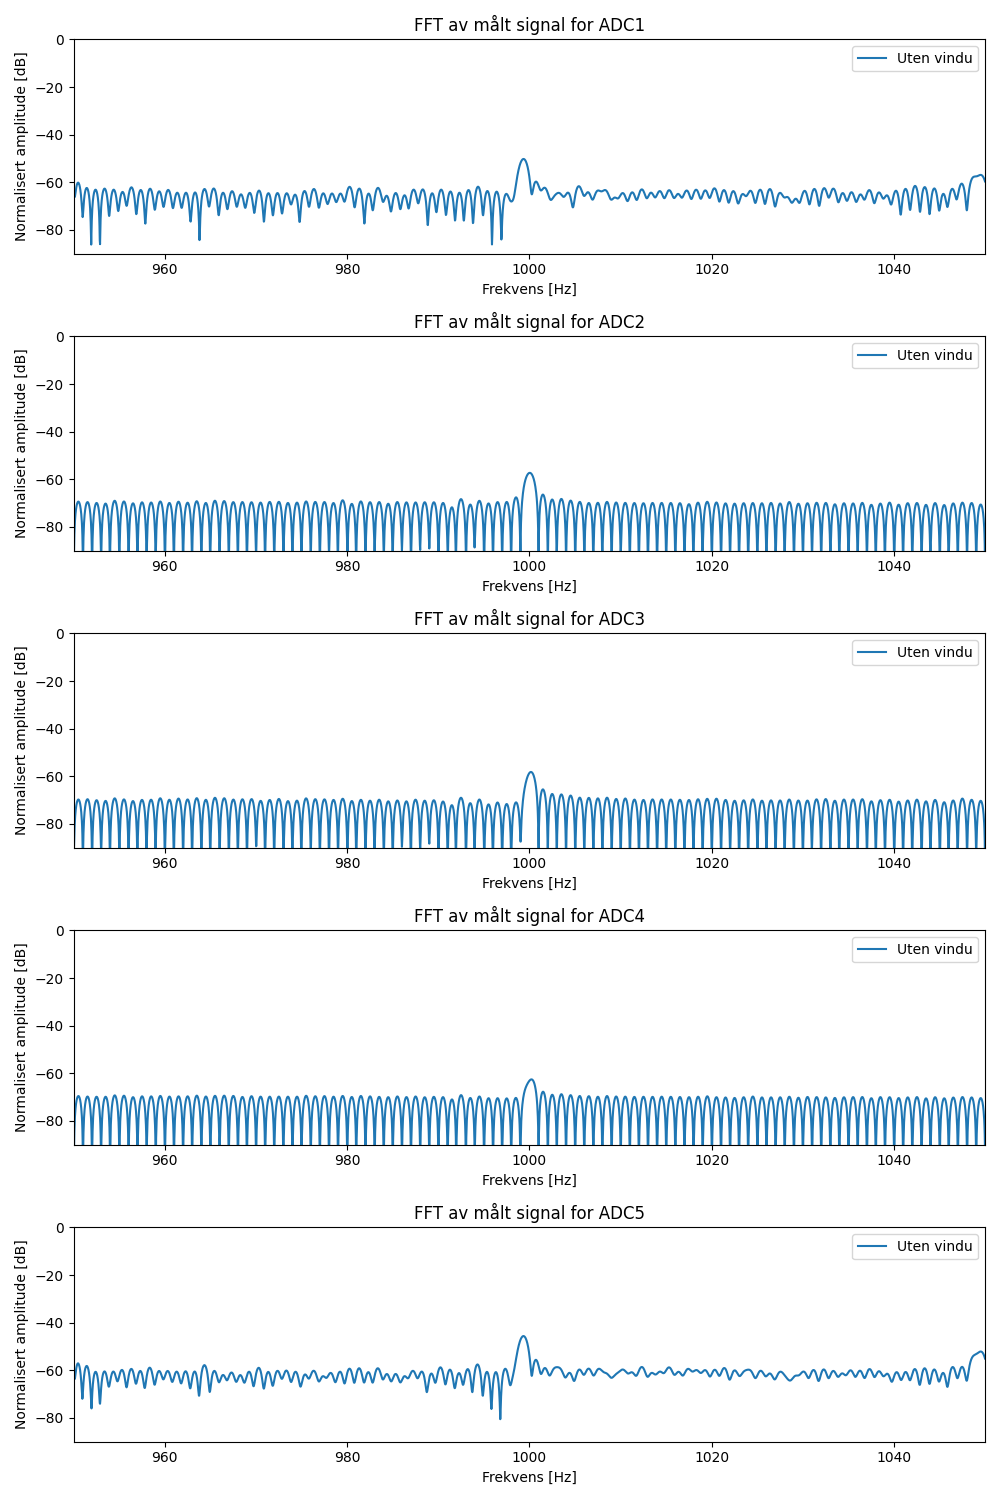 FFT av målt signal for ADC1
Normalisert amplitude [dB]
0
−20
−40
−60
−80
Uten vindu
960
980
1000
1020
1040
Frekvens [Hz]
FFT av målt signal for ADC2
Normalisert amplitude [dB]
0
−20
−40
−60
−80
Uten vindu
960
980
1000
1020
1040
Frekvens [Hz]
FFT av målt signal for ADC3
Normalisert amplitude [dB]
0
−20
−40
−60
−80
Uten vindu
960
980
1000
1020
1040
Frekvens [Hz]
FFT av målt signal for ADC4
Normalisert amplitude [dB]
0
−20
−40
−60
−80
Uten vindu
960
980
1000
1020
1040
Frekvens [Hz]
FFT av målt signal for ADC5
Normalisert amplitude [dB]
0
−20
−40
−60
−80
Uten vindu
960
980
1000
1020
1040
Frekvens [Hz]